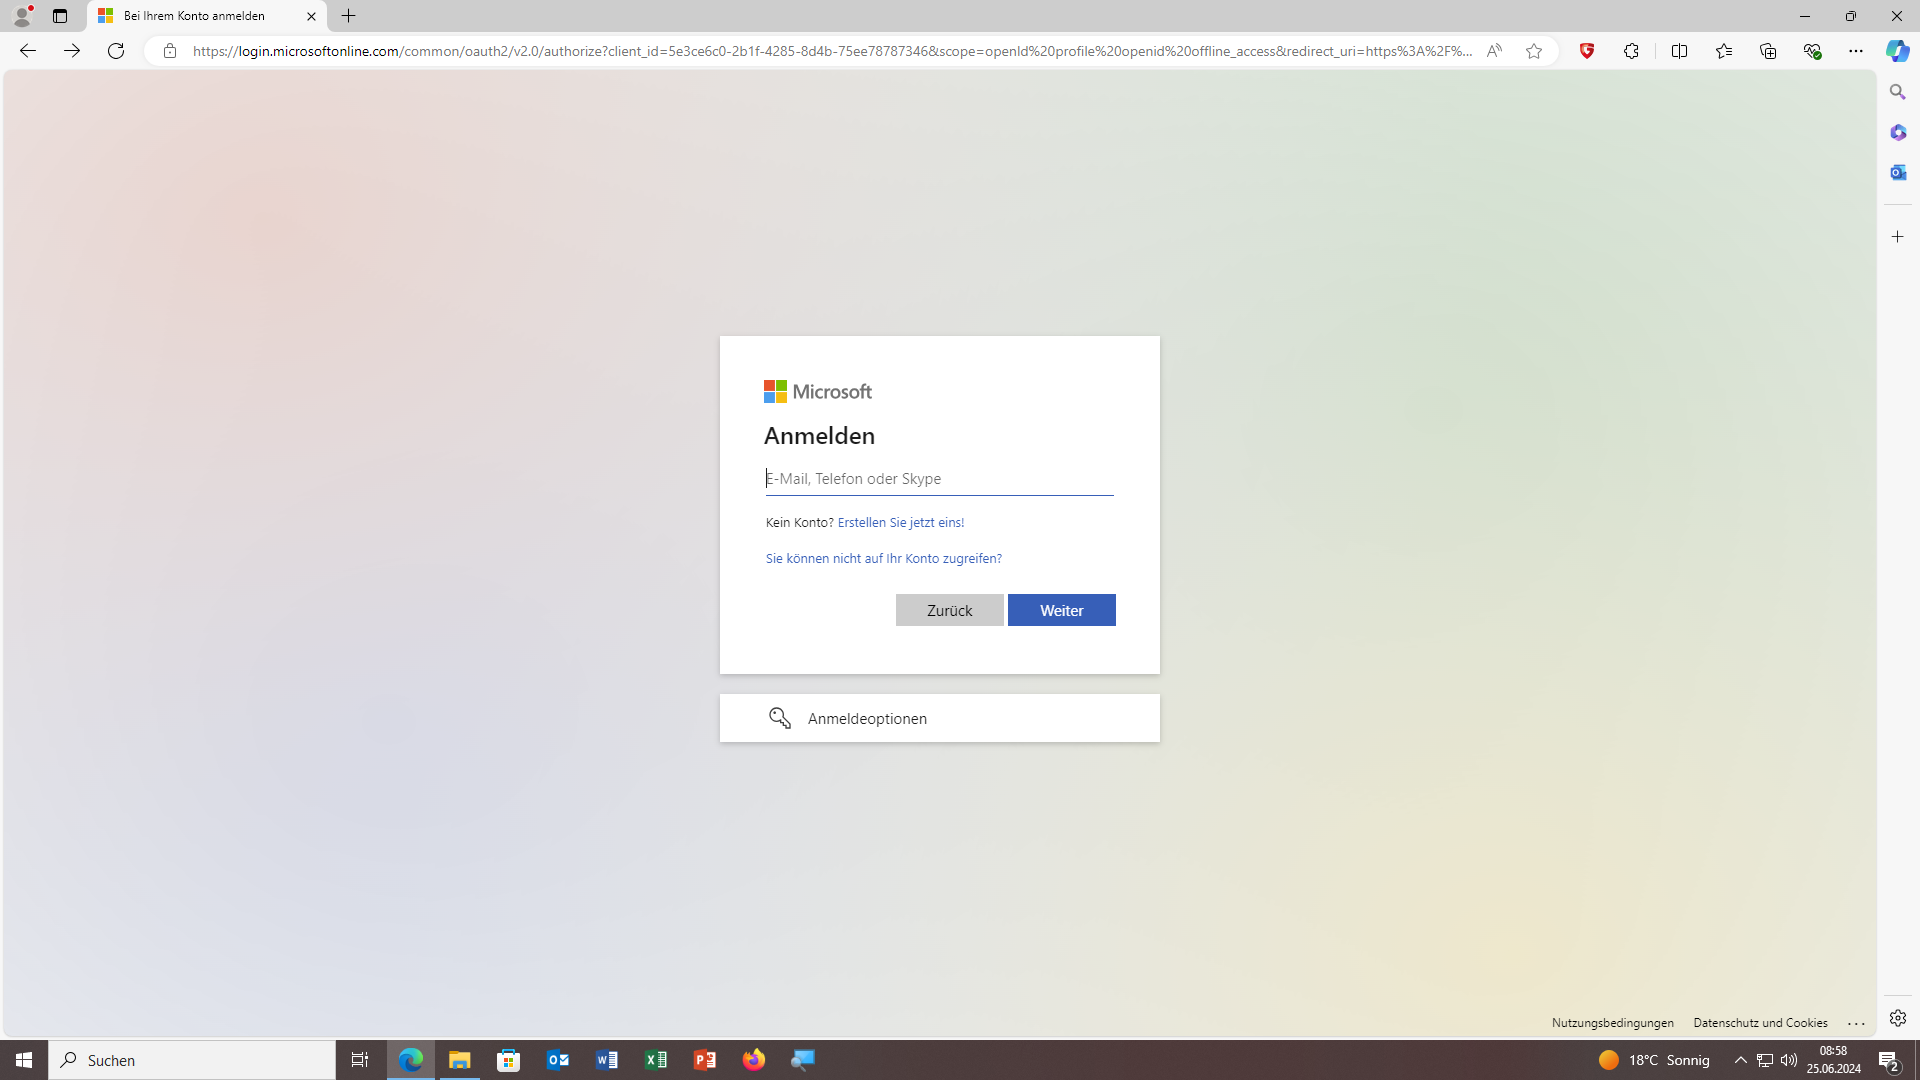 Bei Ihrem Konto anmelden
https://login.microsoftonline.com/common/oauth2/v2.0/authorize?client_id=5e3ce6c0-2b1f-4285-8d4b-75ee78787346&scope=openId%20profile%20openid%20offline_access&redirect_uri=https%3A%2F%...
Microsoft
Anmelden
E-Mail, Telefon oder Skype
Kein Konto? Erstellen Sie jetzt eins!
Sie können nicht auf Ihr Konto zugreifen?
Zurück Weiter
Anmeldeoptionen
Nutzungsbedingungen Datenschutz und Cookies ...
Suchen
18°C Sonnig
08:58
25.06.2024
2